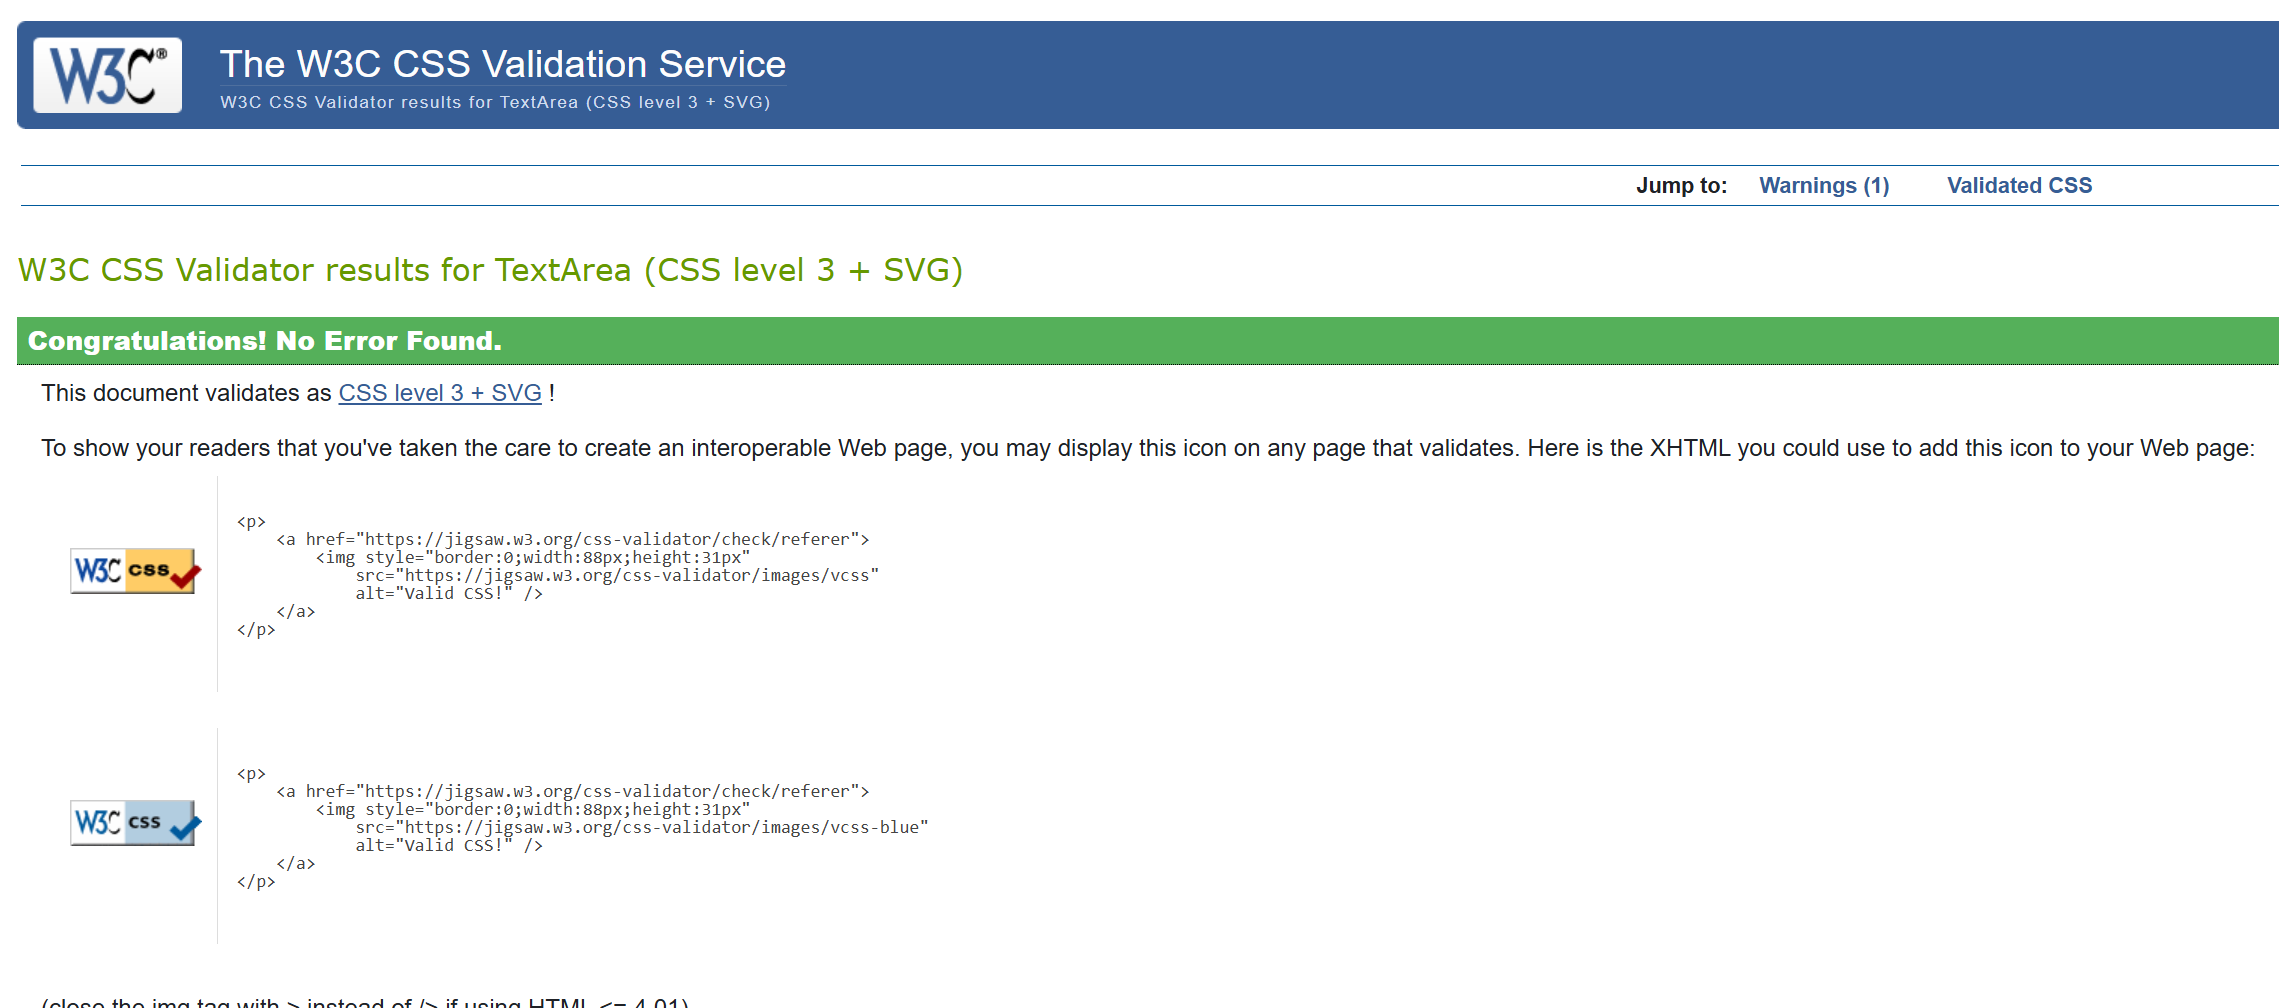 W3C®
The W3C CSS Validation Service
W3C CSS Validator results for TextArea (CSS level 3 + SVG)
Jump to: Warnings (1) Validated CSS
W3C CSS Validator results for TextArea (CSS level 3 + SVG)
Congratulations! No Error Found.
This document validates as CSS level 3 + SVG !
To show your readers that you've taken the care to create an interoperable Web page, you may display this icon on any page that validates. Here is the XHTML you could use to add this icon to your Web page:
<p>
<a href="https://jigsaw.w3.org/css-validator/check/referer">
<img style="border:0;width:88px;height:31px"
W3C css
src="https://jigsaw.w3.org/css-validator/images/vcss"
alt="Valid CSS!" />
</a>
</p>
<p>
<a href="https://jigsaw.w3.org/css-validator/check/referer">
<img style="border:0;width:88px;height:31px"
W3C css
src="https://jigsaw.w3.org/css-validator/images/vcss-blue"
alt="Valid CSS!" />
</a>
</p>
(close the img tag with > instead of /> if using HTML <= 4.01)